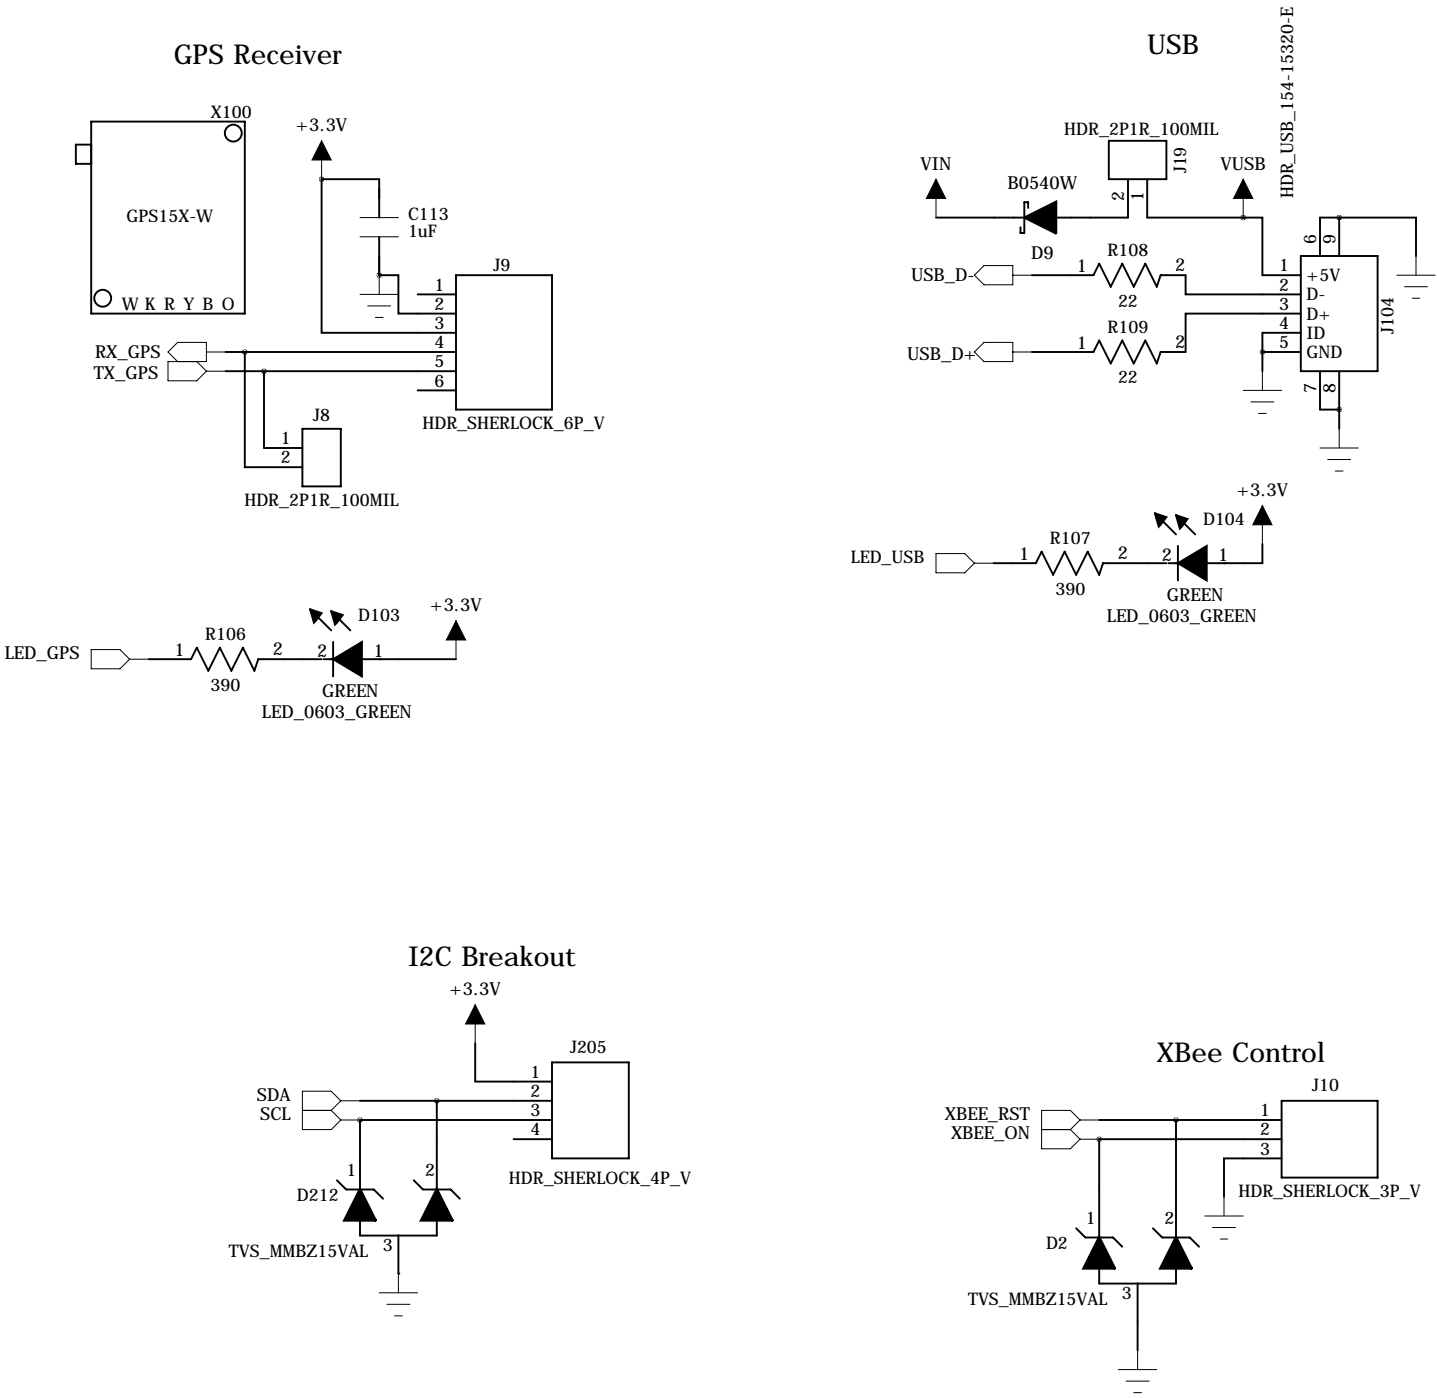 GPS Receiver
X100
+3.3V
GPS15X-W
C113
1uF
W K R Y B O
J9
1
2
3
4
5
6
RX_GPS
TX_GPS
HDR_SHERLOCK_6P_V
J8
1
2
HDR_2P1R_100MIL
LED_GPS
1
R106
2
390
2
D103
1
+3.3V
GREEN
LED_0603_GREEN
USB
HDR_USB_154-15320-E
HDR_2P1R_100MIL
J19
VIN
B0540W
2
1
VUSB
D9
6
9
USB_D-
1
R108
2
22
USB_D+
1
R109
2
22
1
2
3
4
5
+5V
D-
D+
ID
GND
J104
7
8
+3.3V
LED_USB
1
R107
2
390
2
D104
1
GREEN
LED_0603_GREEN
I2C Breakout
+3.3V
J205
1
2
3
4
SDA
SCL
HDR_SHERLOCK_4P_V
1
2
D212
TVS_MMBZ15VAL
3
XBee Control
J10
XBEE_RST
XBEE_ON
1
2
3
HDR_SHERLOCK_3P_V
1
2
D2
TVS_MMBZ15VAL
3